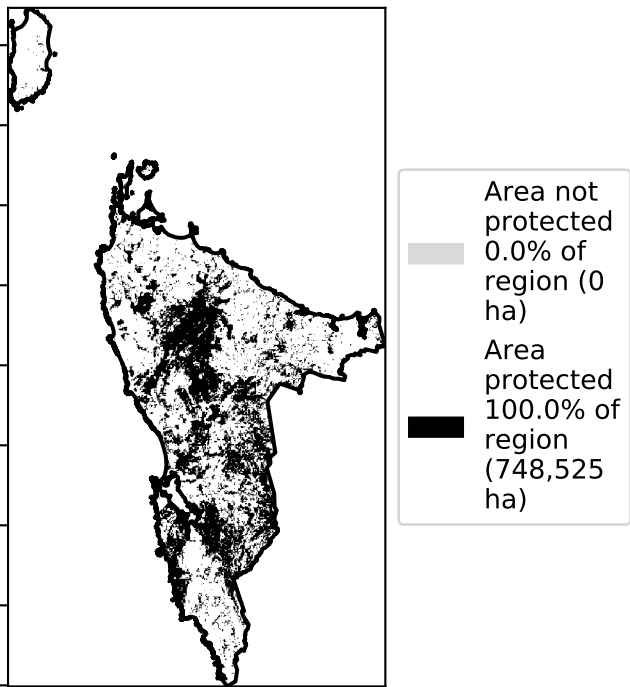 Area not
protected
0.0% of
region (0
ha)
Area
protected
100.0% of
region
(748,525
ha)